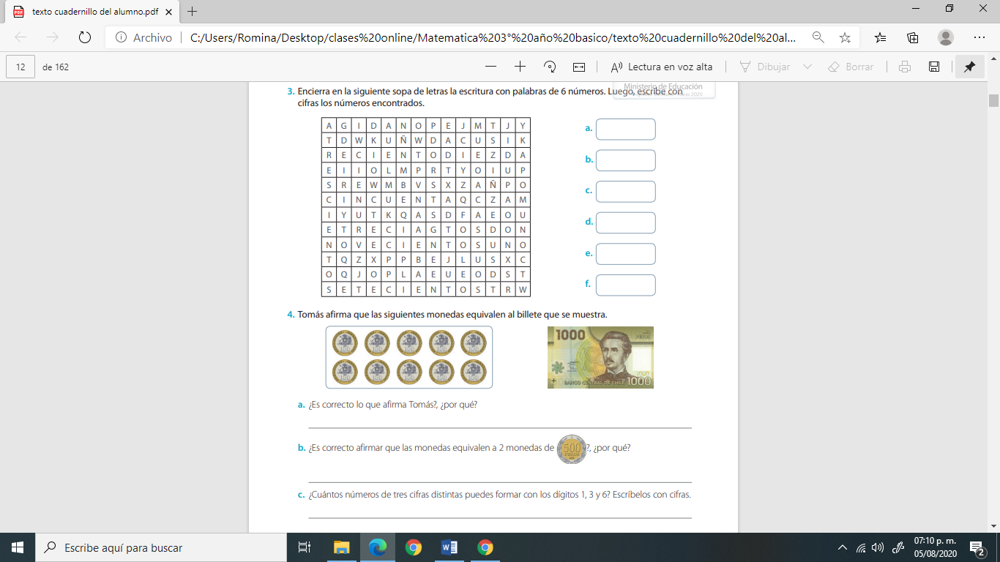 texto cuadernillo del alumno.pdf
Archivo C:/Users/Romina/Desktop/clases%20online/Matematica%203°%20año%20basico/texto%20cuadernillo%20del%20al...
12 de 162 Lectura en voz alta Dibujar Borrar
Ministerio de Educación
3. Encierra en la siguiente sopa de letras la escritura con palabras de 6 números. Luego, escribe con
cifras los números encontrados.
A G I D A N O P E J M T J Y
T D W K U Ñ W D A C U S I K
R E C I E N T O D I E Z D A
E I I O L M P R T Y O I U P
S R E W M B V S X Z A Ñ P O
C I N C U E N T A Q C Z A M
I Y U T K Q A S D F A E O U
E T R E C I A G T O S D O N
N O V E C I E N T O S U N O
T Q Z X P P B E J L U S X C
O Q J O P L A E U E O D S T
S E T E C I E N T O S T R W
a.
b.
c.
d.
e.
f.
4. Tomás afirma que las siguientes monedas equivalen al billete que se muestra.
100 100 100 100 100
100 100 100 100 100
1000
PESOS
1000
BANCO CENTRAL DE CHILE 1000
a. ¿Es correcto lo que afirma Tomás?, ¿por qué?
b. ¿Es correcto afirmar que las monedas equivalen a 2 monedas de 500 PESOS ?, ¿por qué?
c. ¿Cuántos números de tres cifras distintas puedes formar con los dígitos 1, 3 y 6? Escríbelos con cifras.
Escribe aquí para buscar
07:10 p. m.
05/08/2020
2